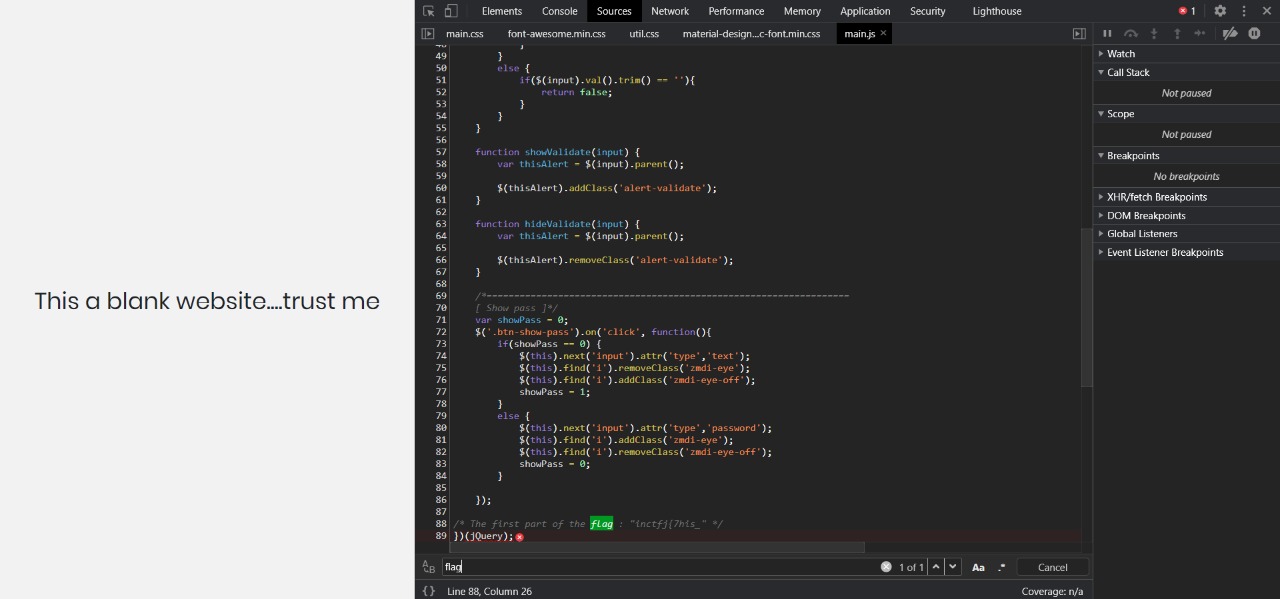 This a blank website....trust me
Elements Console Sources Network Performance Memory Application Security Lighthouse 1
main.css font-awesome.min.css util.css material-design...c-font.min.css main.js
49 }
50 else {
51 if($(input).val().trim() == ''){
52 return false;
53 }
54 }
55 }
56
57 function showValidate(input) {
58 var thisAlert = $(input).parent();
59
60 $(thisAlert).addClass('alert-validate');
61 }
62
63 function hideValidate(input) {
64 var thisAlert = $(input).parent();
65
66 $(thisAlert).removeClass('alert-validate');
67 }
68
69 /*==================================================================
70 [ Show pass ]*/
71 var showPass = 0;
72 $('.btn-show-pass').on('click', function(){
73 if(showPass == 0) {
74 $(this).next('input').attr('type','text');
75 $(this).find('i').removeClass('zmdi-eye');
76 $(this).find('i').addClass('zmdi-eye-off');
77 showPass = 1;
78 }
79 else {
80 $(this).next('input').attr('type','password');
81 $(this).find('i').addClass('zmdi-eye');
82 $(this).find('i').removeClass('zmdi-eye-off');
83 showPass = 0;
84 }
85
86 });
87
88 /* The first part of the flag : "inctfj{7his_" */
89 })(jQuery);
flag 1 of 1 Aa .* Cancel
{} Line 88, Column 26 Coverage: n/a
Watch
Call Stack
Not paused
Scope
Not paused
Breakpoints
No breakpoints
XHR/fetch Breakpoints
DOM Breakpoints
Global Listeners
Event Listener Breakpoints